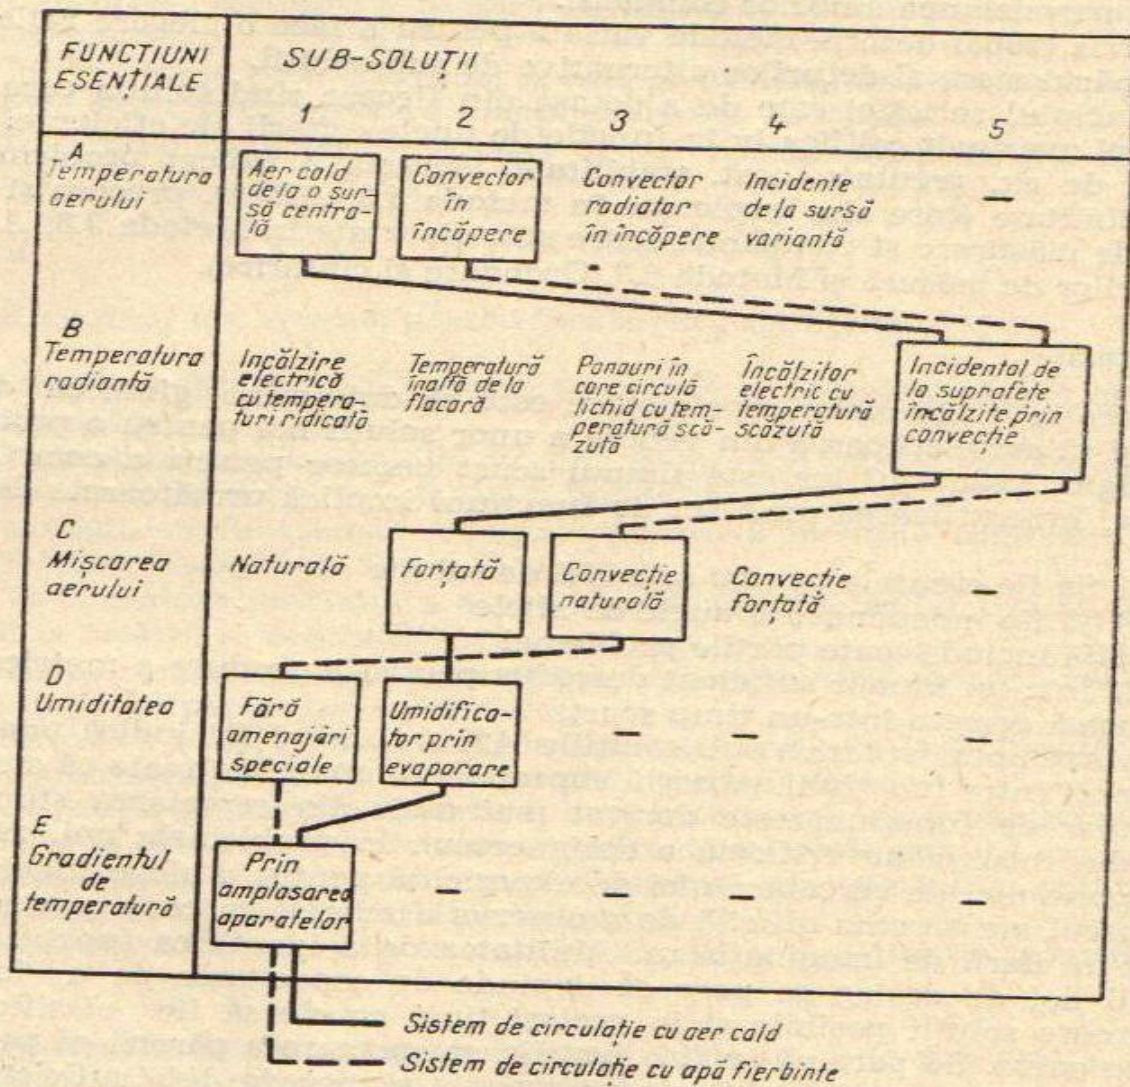 FUNCȚIUNI
ESENȚIALE
SUB-SOLUȚII
1 2 3 4 5
A
Temperatura
aerului
Aer cald
de la o sur-
să centra-
lă
Convector
în
încăpere
Convector
radiator
în încăpere
Incidente
de la sursă
variantă
—
B
Temperatura
radiantă
Incălzire
electrică
cu tempera-
turi ridicată
Temperatură
înaltă de la
flacără
Panouri în
care circulă
lichid cu tem-
peratură scă-
zută
Încălzitor
electric cu
temperatură
scăzută
Incidental de
la suprafețe
încălzite prin
convecție
C
Mișcarea
aerului
Naturală
Forțată
Convecție
naturală
Convecție
forțată
—
D
Umiditatea
Fără
amenajări
speciale
Umidifica-
tor prin
evaporare
—
—
—
E
Gradientul
de
temperatură
Prin
amplasarea
aparatelor
—
—
—
—
Sistem de circulație cu aer cald
Sistem de circulație cu apă fierbinte